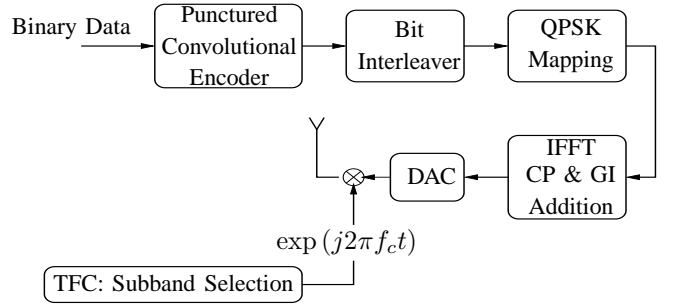 Binary Data
Punctured
Convolutional
Encoder
Bit
Interleaver
QPSK
Mapping
IFFT
CP & GI
Addition
DAC
exp (j2πf_c t)
TFC: Subband Selection